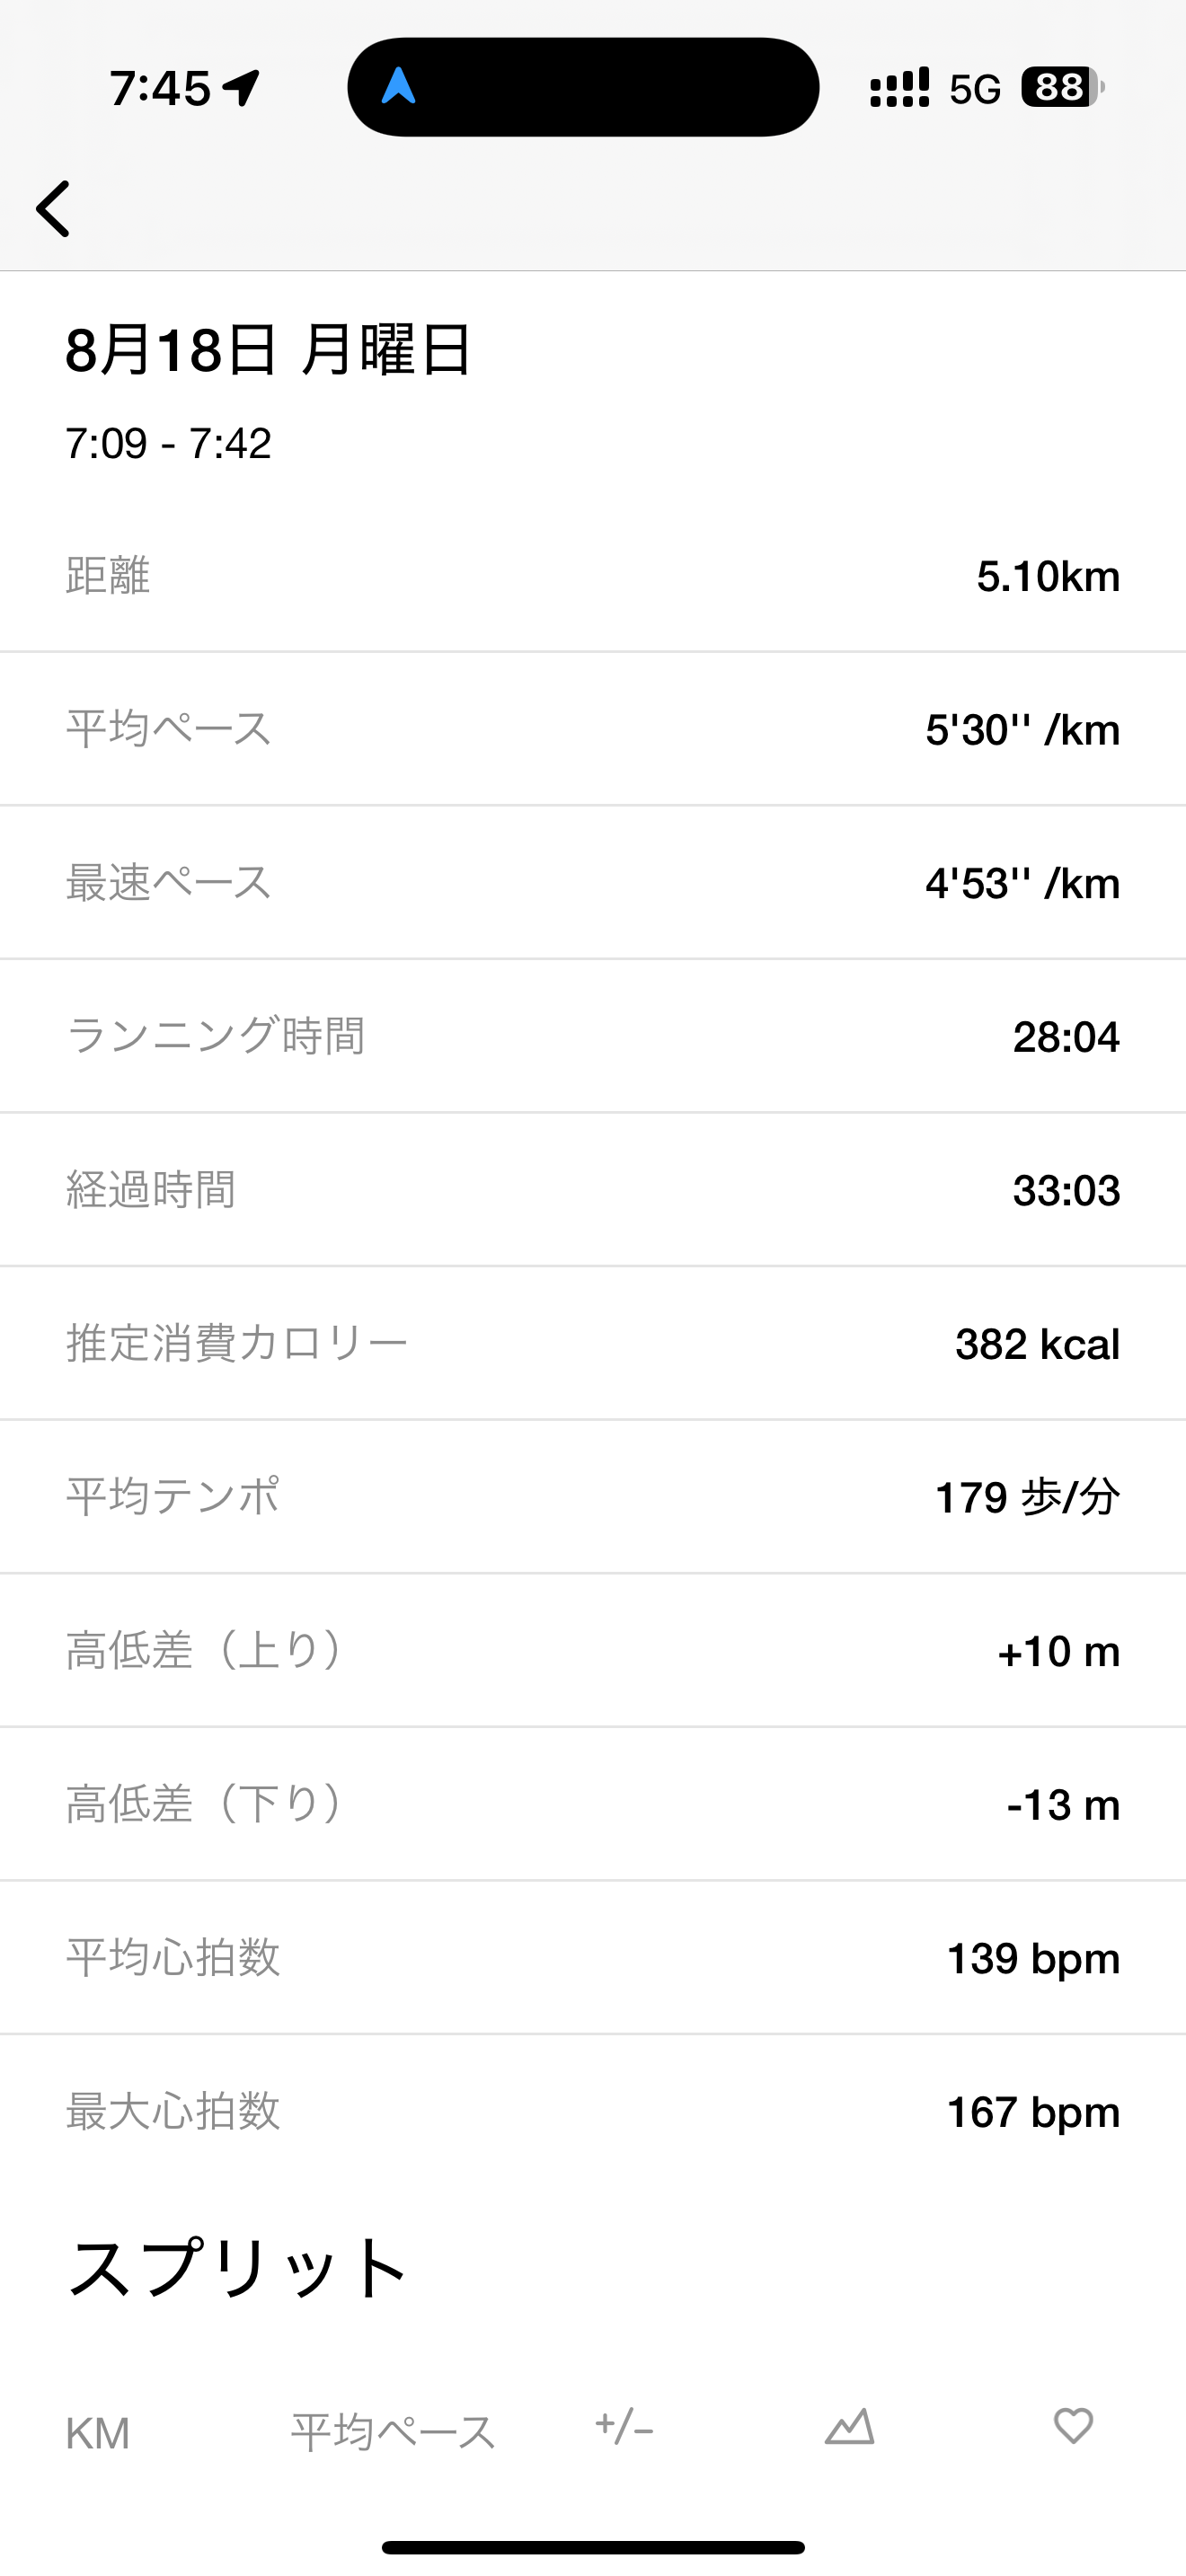 7:45 5G 88
8月18日 月曜日
7:09 - 7:42
距離 5.10km
平均ペース 5'30'' /km
最速ペース 4'53'' /km
ランニング時間 28:04
経過時間 33:03
推定消費カロリー 382 kcal
平均テンポ 179 歩/分
高低差（上り） +10 m
高低差（下り） -13 m
平均心拍数 139 bpm
最大心拍数 167 bpm
スプリット
KM 平均ペース +/-